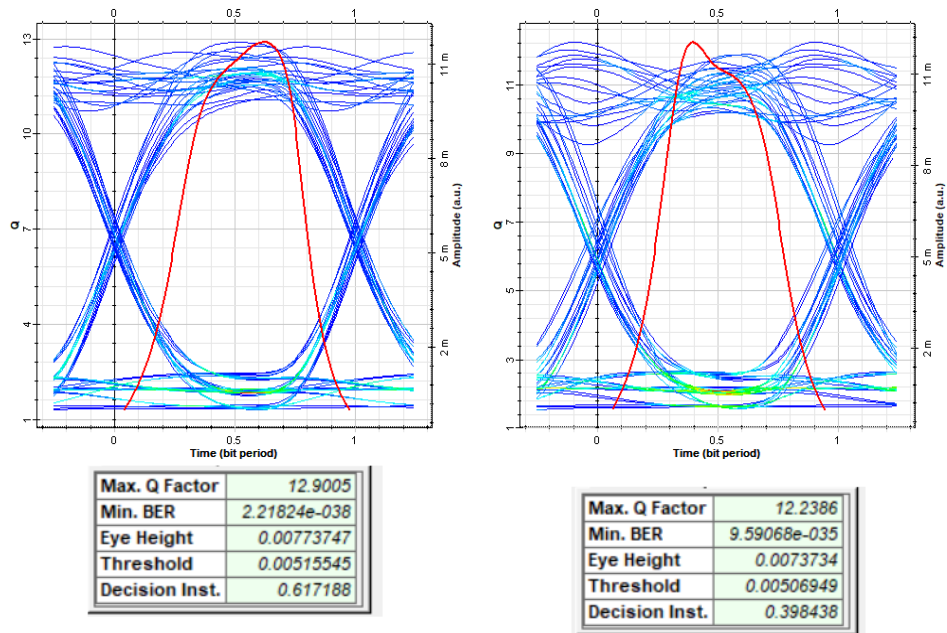 0 0.5 1
13
10
7
4
1
Q
11 m
8 m
5 m
2 m
Amplitude (a.u.)
0 0.5 1
Time (bit period)
Max. Q Factor 12.9005
Min. BER 2.21824e-038
Eye Height 0.00773747
Threshold 0.00515545
Decision Inst. 0.617188
0 0.5 1
11
9
7
5
3
1
Q
11 m
8 m
5 m
2 m
Amplitude (a.u.)
0 0.5 1
Time (bit period)
Max. Q Factor 12.2386
Min. BER 9.59068e-035
Eye Height 0.0073734
Threshold 0.00506949
Decision Inst. 0.398438